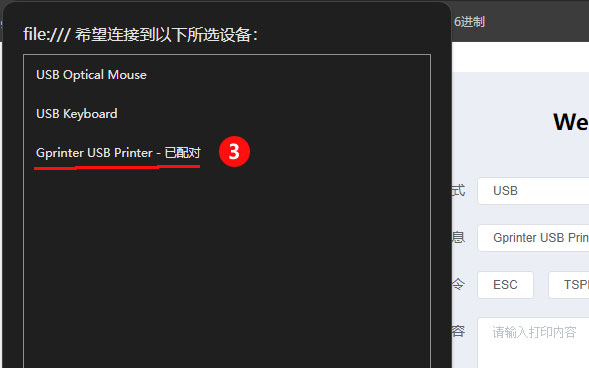 file:/// 希望连接到以下所选设备：
6进制
USB Optical Mouse
USB Keyboard
Gprinter USB Printer - 已配对
3
We
式 USB
息 Gprinter USB Prin
令 ESC TSP
容 请输入打印内容